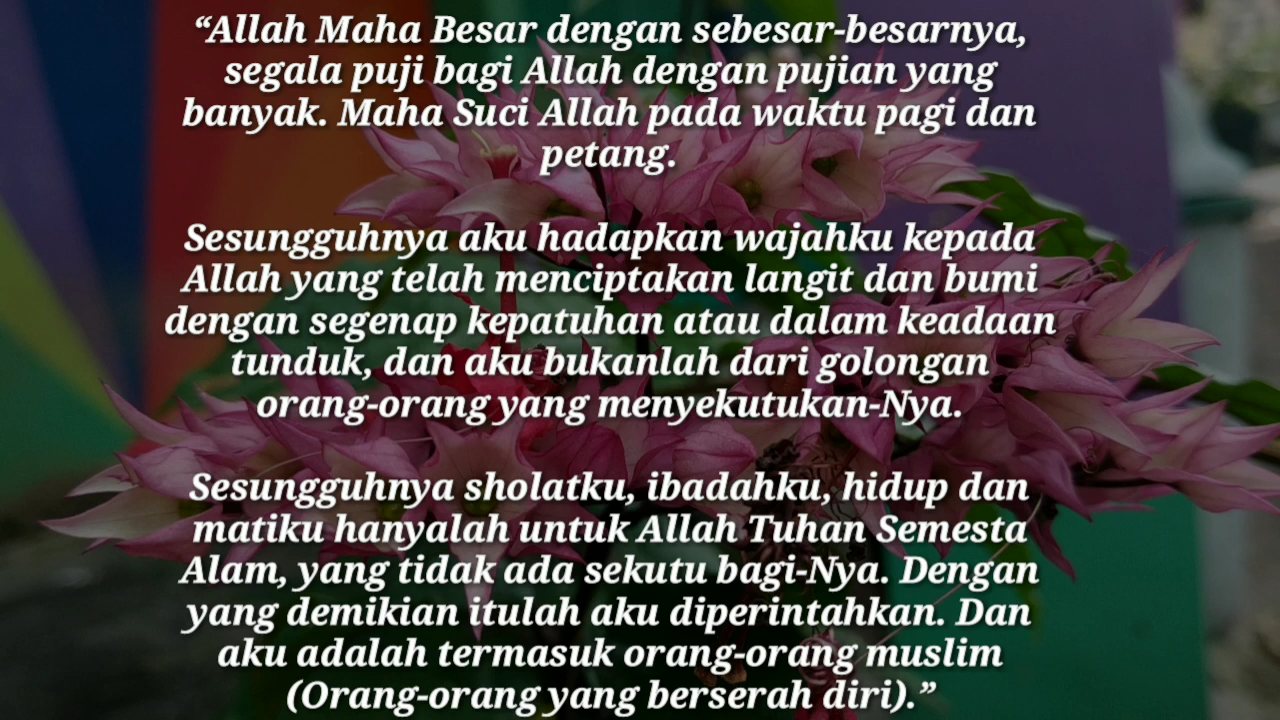 “Allah Maha Besar dengan sebesar-besarnya,
segala puji bagi Allah dengan pujian yang
banyak. Maha Suci Allah pada waktu pagi dan
petang.
Sesungguhnya aku hadapkan wajahku kepada
Allah yang telah menciptakan langit dan bumi
dengan segenap kepatuhan atau dalam keadaan
tunduk, dan aku bukanlah dari golongan
orang-orang yang menyekutukan-Nya.
Sesungguhnya sholatku, ibadahku, hidup dan
matiku hanyalah untuk Allah Tuhan Semesta
Alam, yang tidak ada sekutu bagi-Nya. Dengan
yang demikian itulah aku diperintahkan. Dan
aku adalah termasuk orang-orang muslim
(Orang-orang yang berserah diri).”